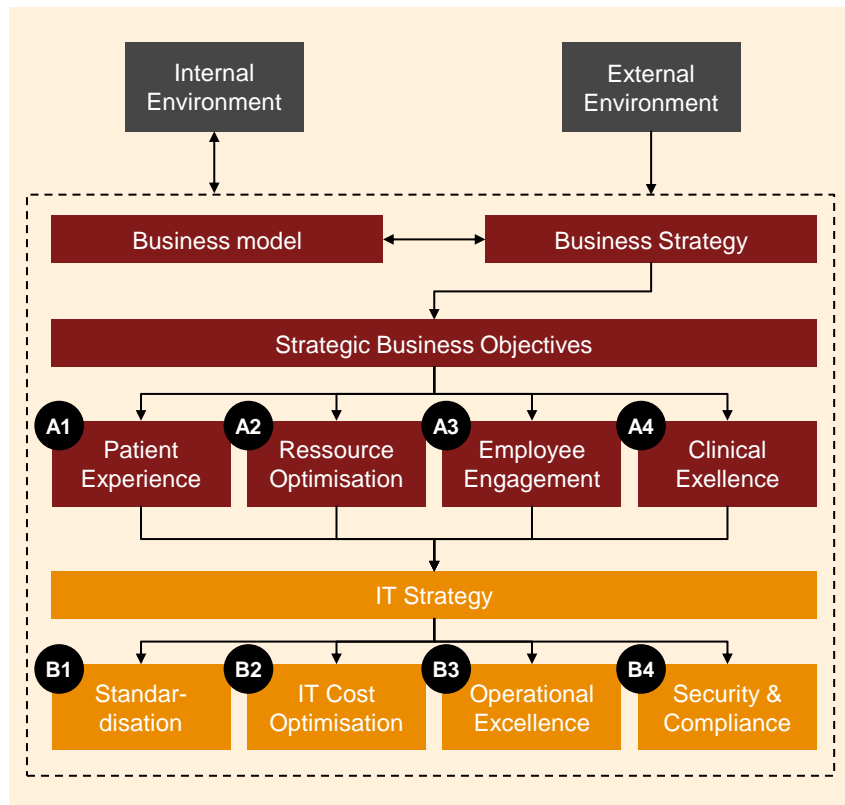 Internal
Environment
External
Environment
Business model
Business Strategy
Strategic Business Objectives
A1
Patient
Experience
A2
Ressource
Optimisation
A3
Employee
Engagement
A4
Clinical
Exellence
IT Strategy
B1
Standar-
disation
B2
IT Cost
Optimisation
B3
Operational
Excellence
B4
Security &
Compliance